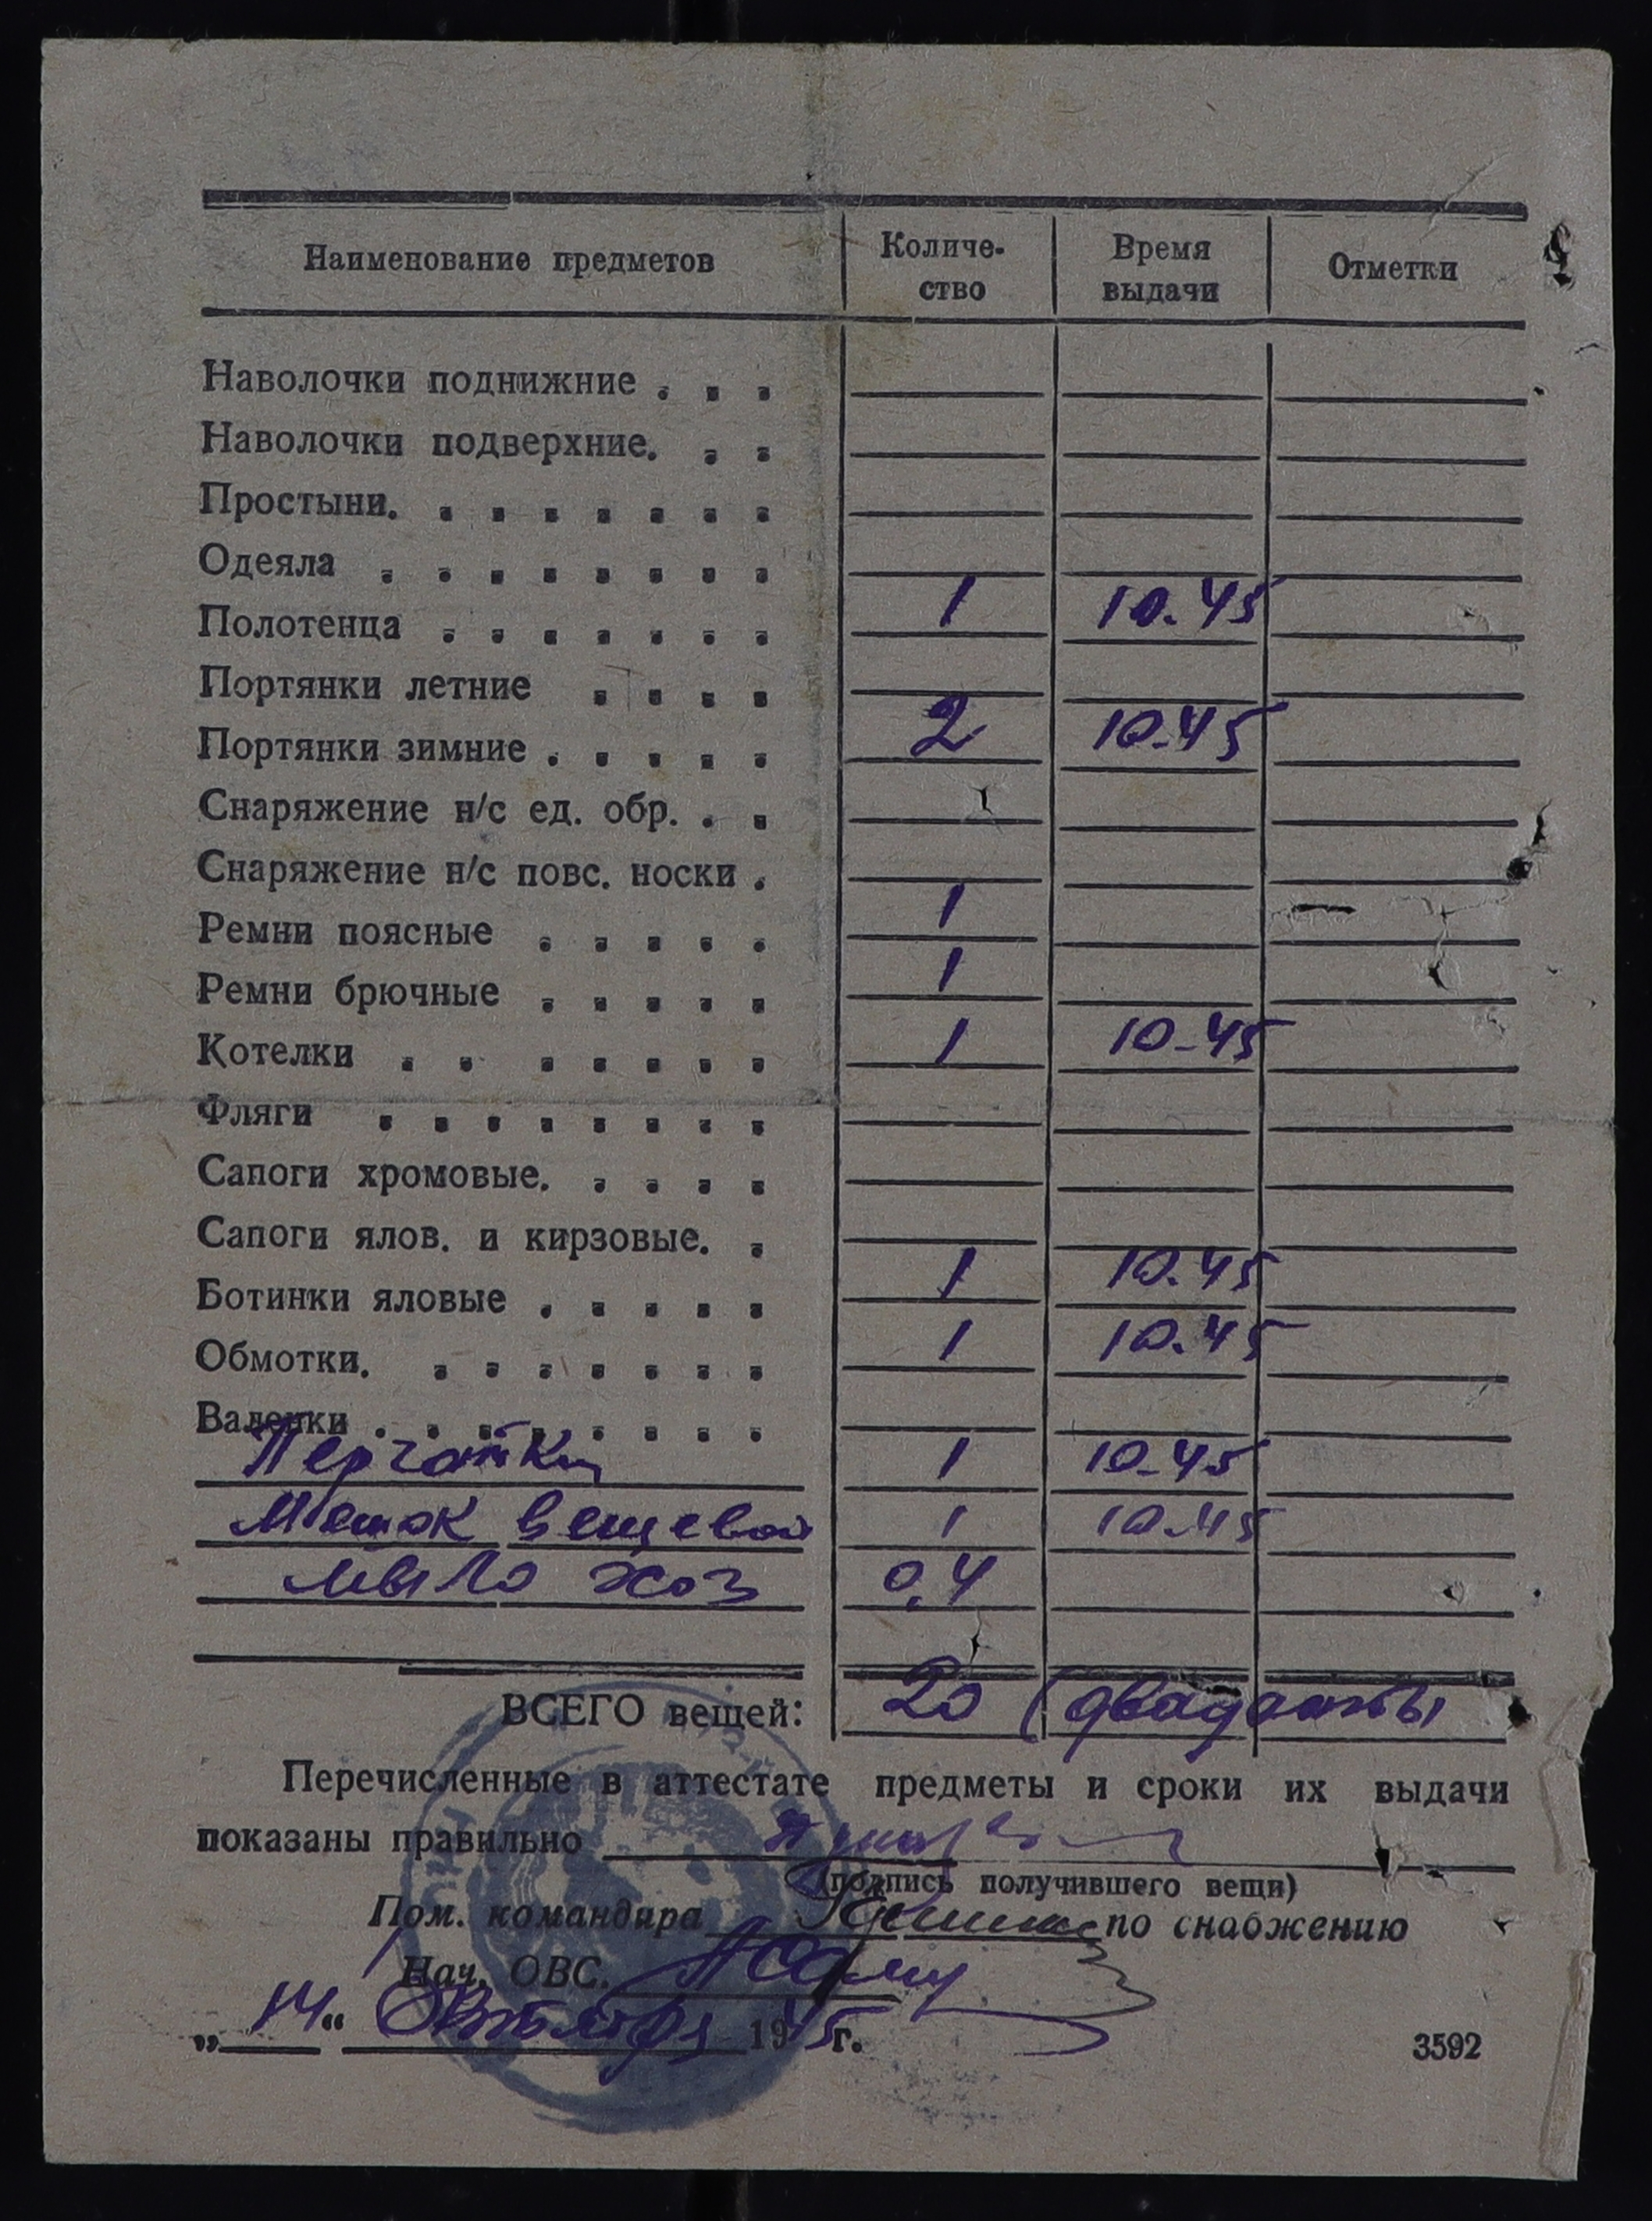 Наименование предметов Количе- Время Отметки
ство выдачи
Наволочки поднижние . . .
Наволочки подверхние. . .
Простыни. . . . . . . .
Одеяла . . . . . . . .
Полотенца . . . . . . . 1 10.45
Портянки летние . . . .
Портянки зимние . . . . . 2 10.45
Снаряжение н/с ед. обр. . .
Снаряжение н/с повс. носки .
Ремни поясные . . . . . 1
Ремни брючные . . . . . 1
Котелки . . . . . . . 1 10-45
Фляги . . . . . . . .
Сапоги хромовые. . . . .
Сапоги ялов. и кирзовые. .
Ботинки яловые . . . . . 1 10.45
Обмотки. . . . . . . . 1 10.45
Валенки . . . . . . . .
Перчатки 1 10-45
Мешок вещевой 1 10.45
мыло хоз 0,4
ВСЕГО вещей: 20 (двадцать)
Перечисленные в аттестате предметы и сроки их выдачи
показаны правильно
(подпись получившего вещи)
Пом. командира по снабжению
Нач. ОВС.
„14“ Октября 1945г.
3592